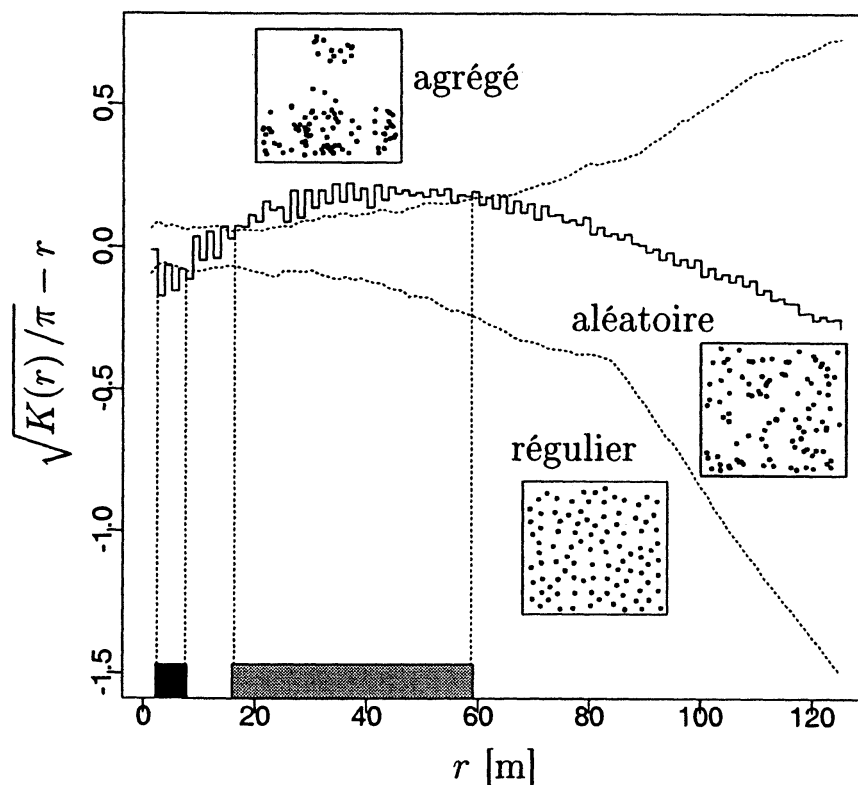 agrégé
0,5
0,0
-0,5
-1,0
-1,5
√K(r)/π − r
aléatoire
régulier
0 20 40 60 80 100 120
r [m]